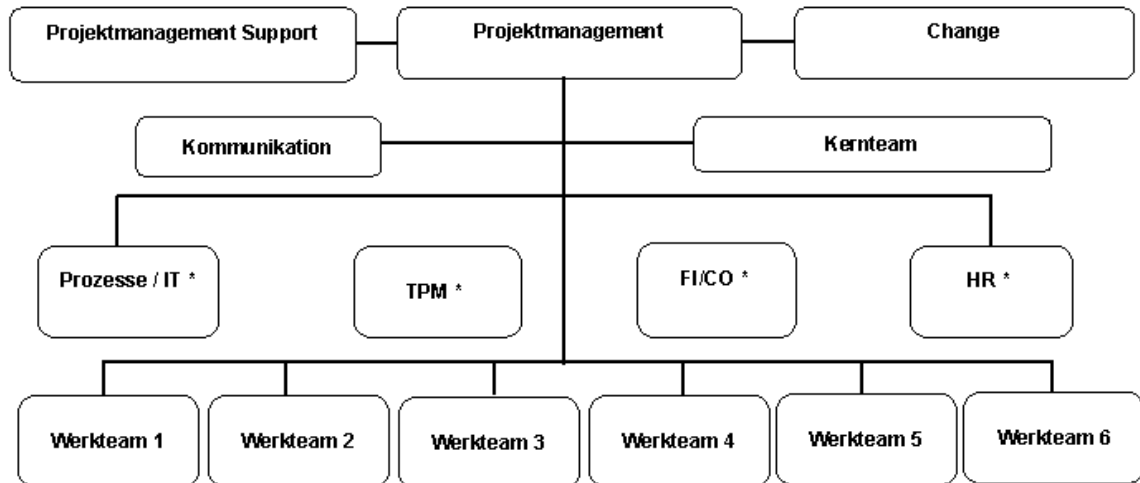 Projektmanagement Support
Projektmanagement
Change
Kommunikation
Kernteam
Prozesse / IT *
TPM *
FI/CO *
HR *
Werkteam 1
Werkteam 2
Werkteam 3
Werkteam 4
Werkteam 5
Werkteam 6